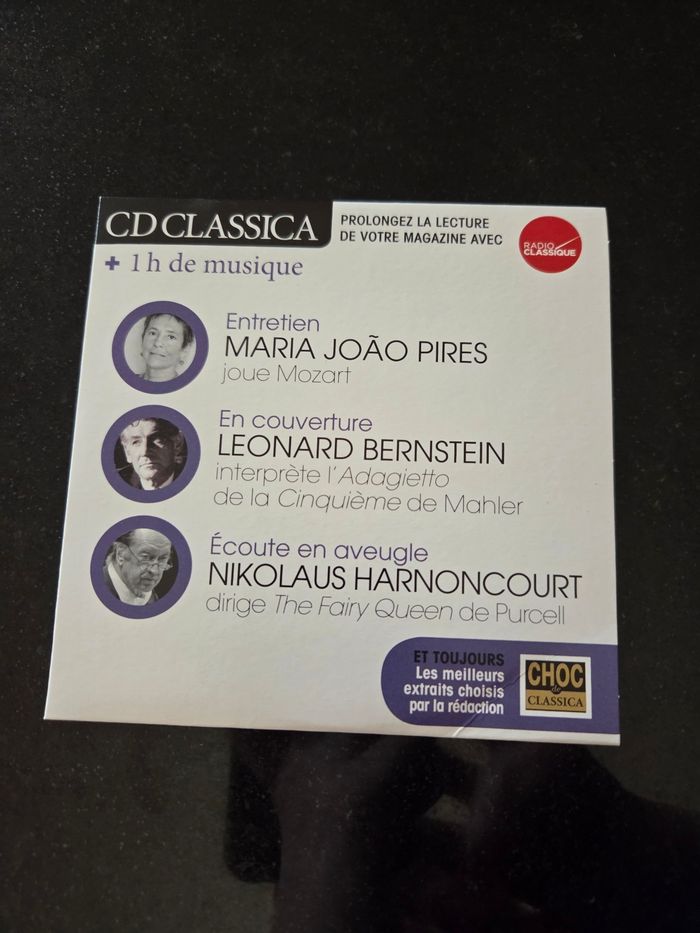 CD CLASSICA
+ 1 h de musique
PROLONGEZ LA LECTURE
DE VOTRE MAGAZINE AVEC
RADIO
CLASSIQUE
Entretien
MARIA JOÃO PIRES
joue Mozart
En couverture
LEONARD BERNSTEIN
interprète l'Adagietto
de la Cinquième de Mahler
Écoute en aveugle
NIKOLAUS HARNONCOURT
dirige The Fairy Queen de Purcell
ET TOUJOURS
Les meilleurs
extraits choisis
par la rédaction
CHOC
de
CLASSICA